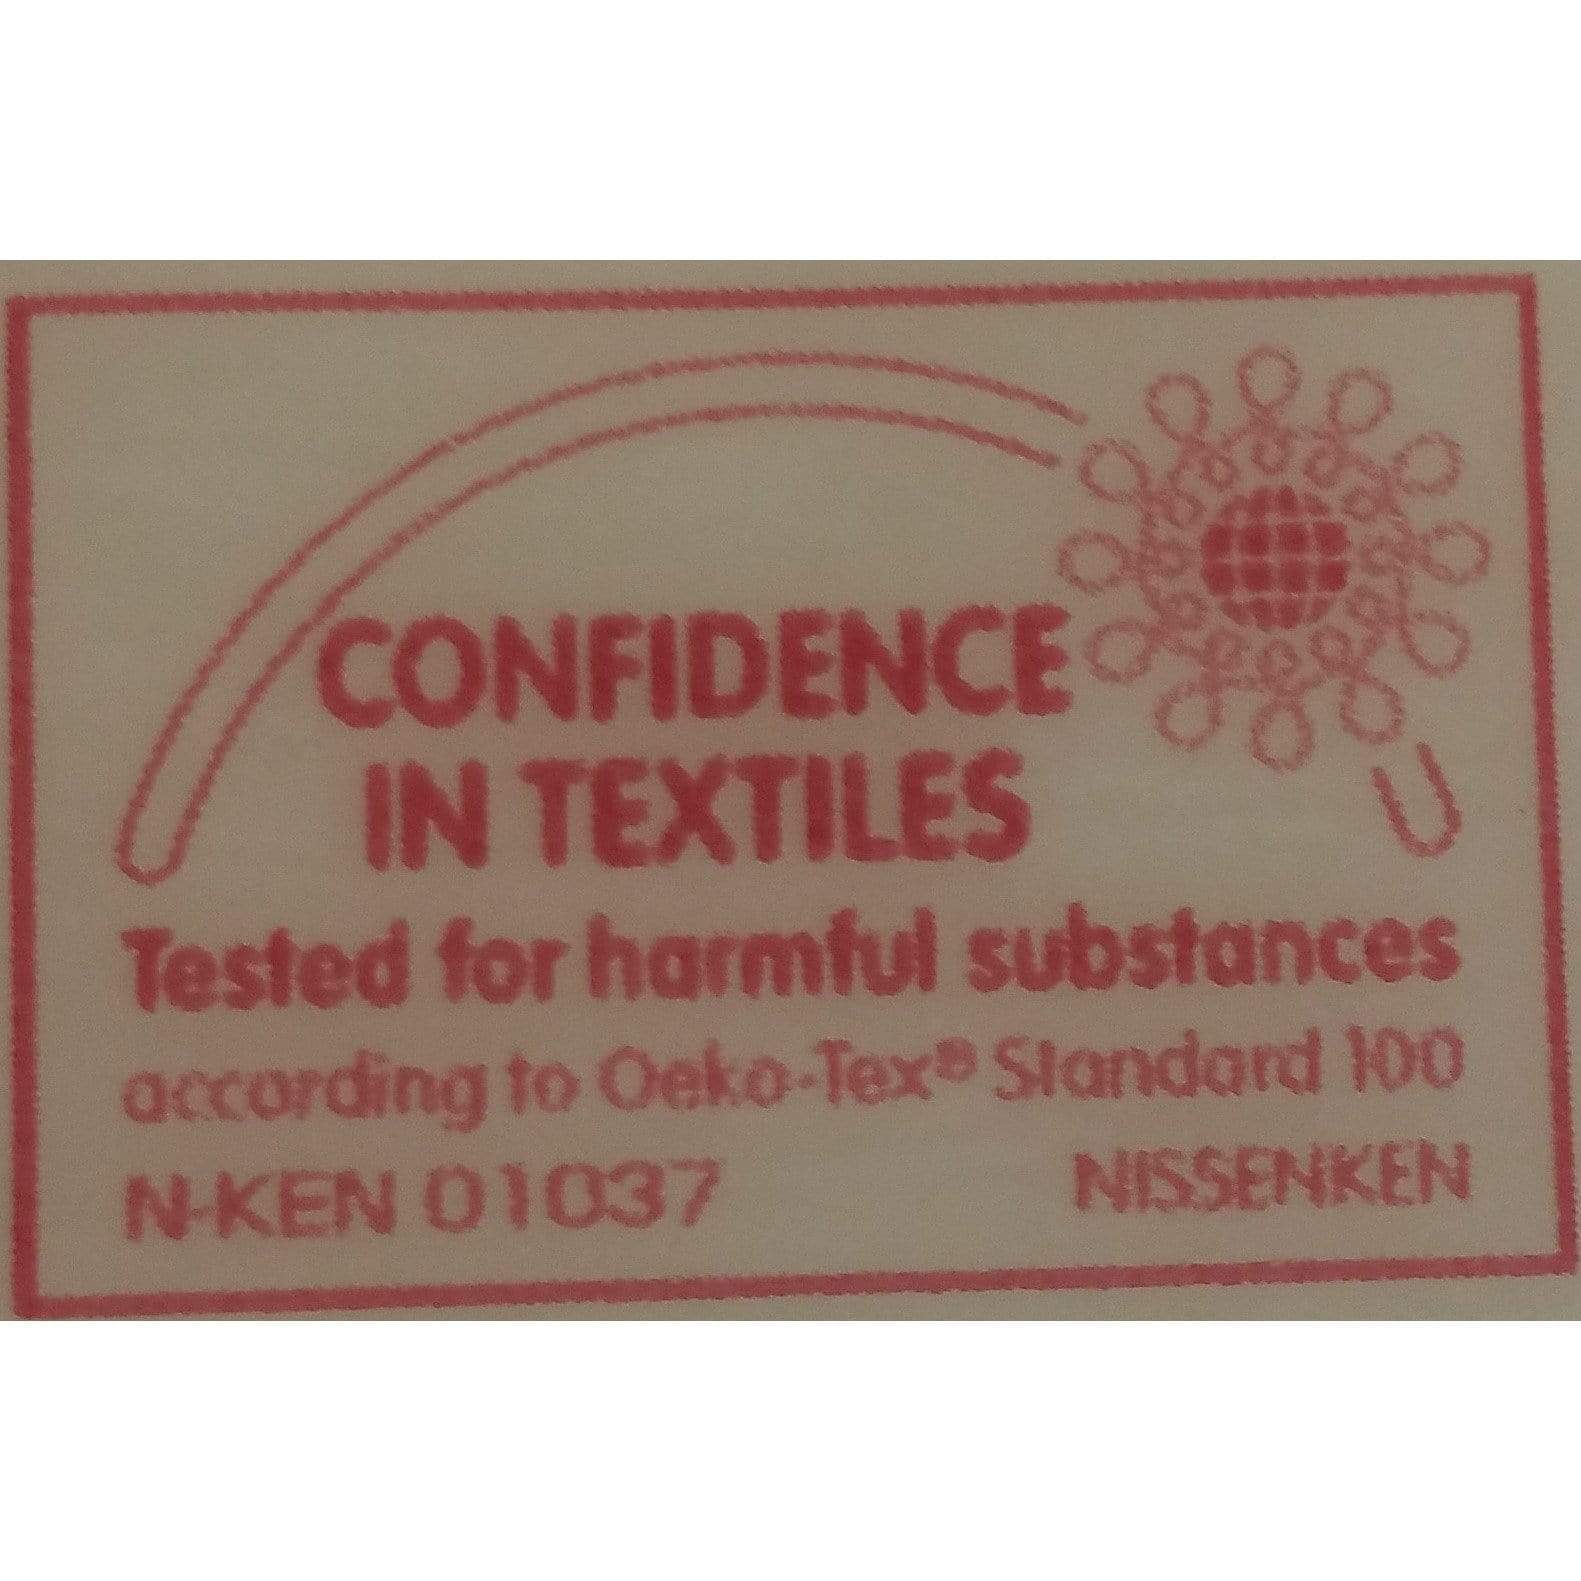 CONFIDENCE
IN TEXTILES
Tested for harmful substances
according to Oeko-Tex® Standard 100
N-KEN 01037 NISSENKEN